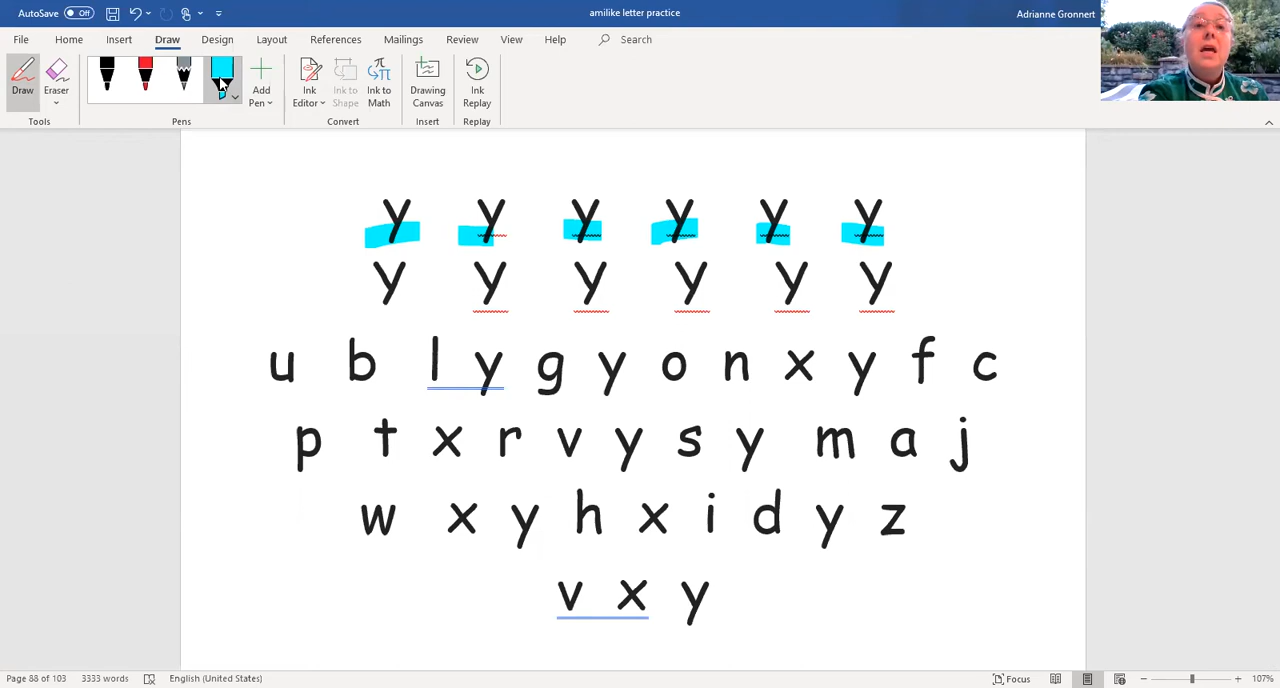 AutoSave Off amilike letter practice Adrianne Gronnert
File Home Insert Draw Design Layout References Mailings Review View Help Search
Draw Eraser Add Pen Ink Editor Ink to Shape Ink to Math Drawing Canvas Ink Replay
Tools Pens Convert Insert Replay
y y y y y y
y y y y y y
u b l y g y o n x y f c
p t x r v y s y m a j
w x y h x i d y z
v x y
Page 88 of 103 3333 words English (United States) Focus 107%